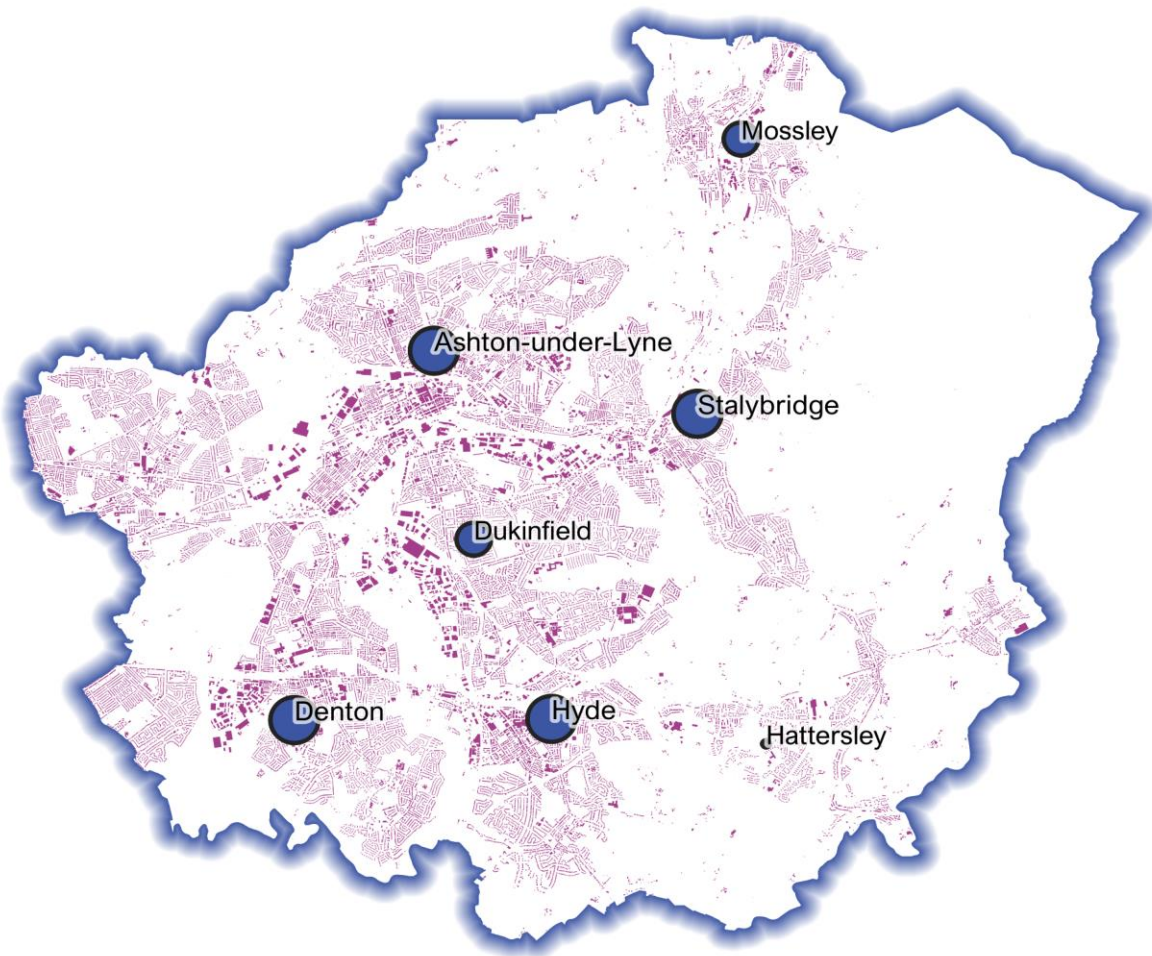 Mossley
Ashton-under-Lyne
Stalybridge
Dukinfield
Denton
Hyde
Hattersley